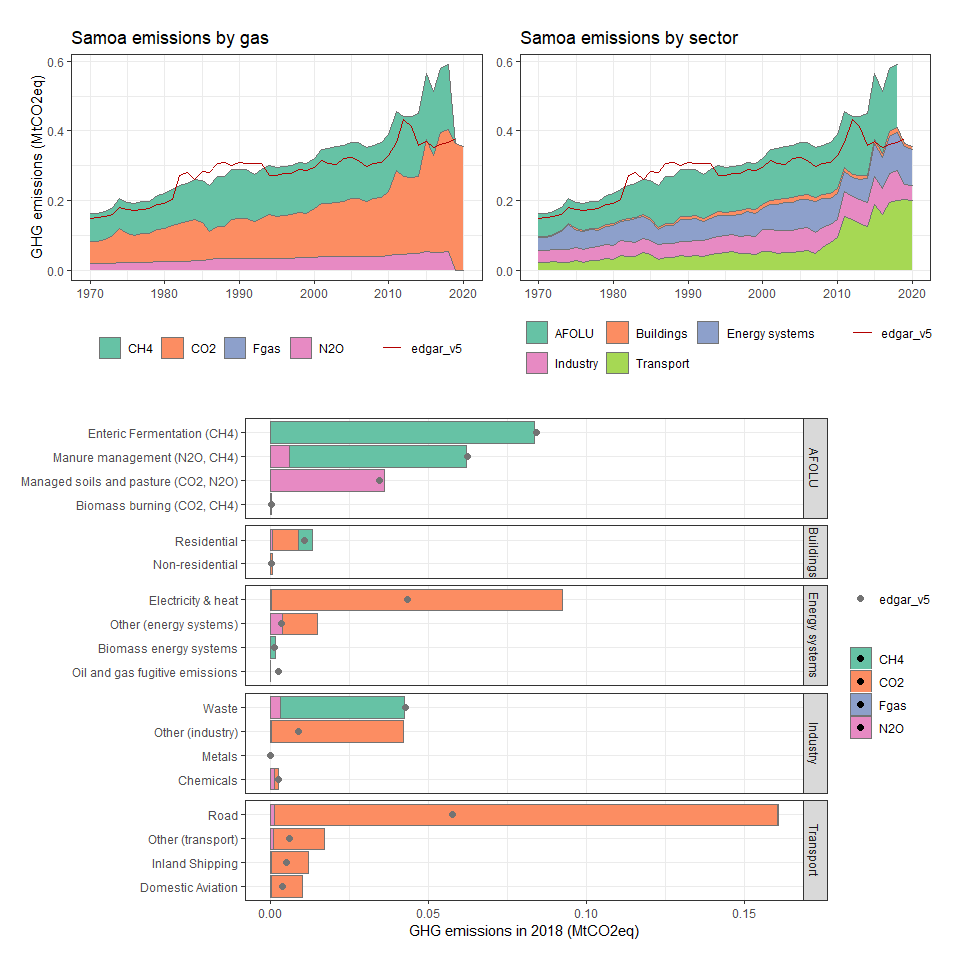 Samoa emissions by gas
GHG emissions (MtCO2eq)
0.6
0.4
0.2
0.0
1970 1980 1990 2000 2010 2020
CH4 CO2 Fgas N2O edgar_v5
Samoa emissions by sector
0.6
0.4
0.2
0.0
1970 1980 1990 2000 2010 2020
AFOLU Buildings Energy systems edgar_v5
Industry Transport
Enteric Fermentation (CH4)
Manure management (N2O, CH4)
Managed soils and pasture (CO2, N2O)
Biomass burning (CO2, CH4)
AFOLU
Residential
Non-residential
Buildings
Electricity & heat
Other (energy systems)
Biomass energy systems
Oil and gas fugitive emissions
Energy systems
Waste
Other (industry)
Metals
Chemicals
Industry
Road
Other (transport)
Inland Shipping
Domestic Aviation
Transport
0.00 0.05 0.10 0.15
GHG emissions in 2018 (MtCO2eq)
edgar_v5
CH4
CO2
Fgas
N2O